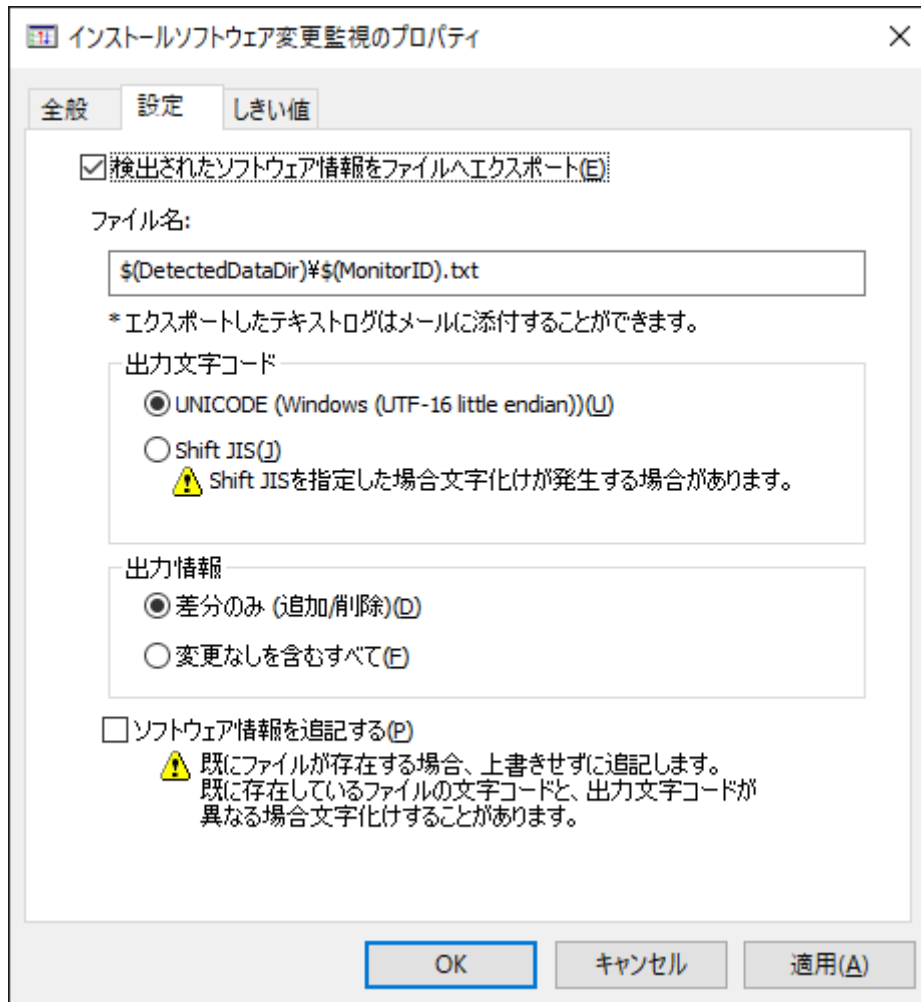 インストールソフトウェア変更監視のプロパティ
全般 設定 しきい値
検出されたソフトウェア情報をファイルへエクスポート(E)
ファイル名:
$(DetectedDataDir)¥$(MonitorID).txt
*エクスポートしたテキストログはメールに添付することができます。
出力文字コード
UNICODE (Windows (UTF-16 little endian))(U)
Shift JIS(J)
Shift JISを指定した場合文字化けが発生する場合があります。
出力情報
差分のみ (追加/削除)(D)
変更なしを含むすべて(F)
ソフトウェア情報を追記する(P)
既にファイルが存在する場合、上書きせずに追記します。
既に存在しているファイルの文字コードと、出力文字コードが
異なる場合文字化けすることがあります。
OK キャンセル 適用(A)